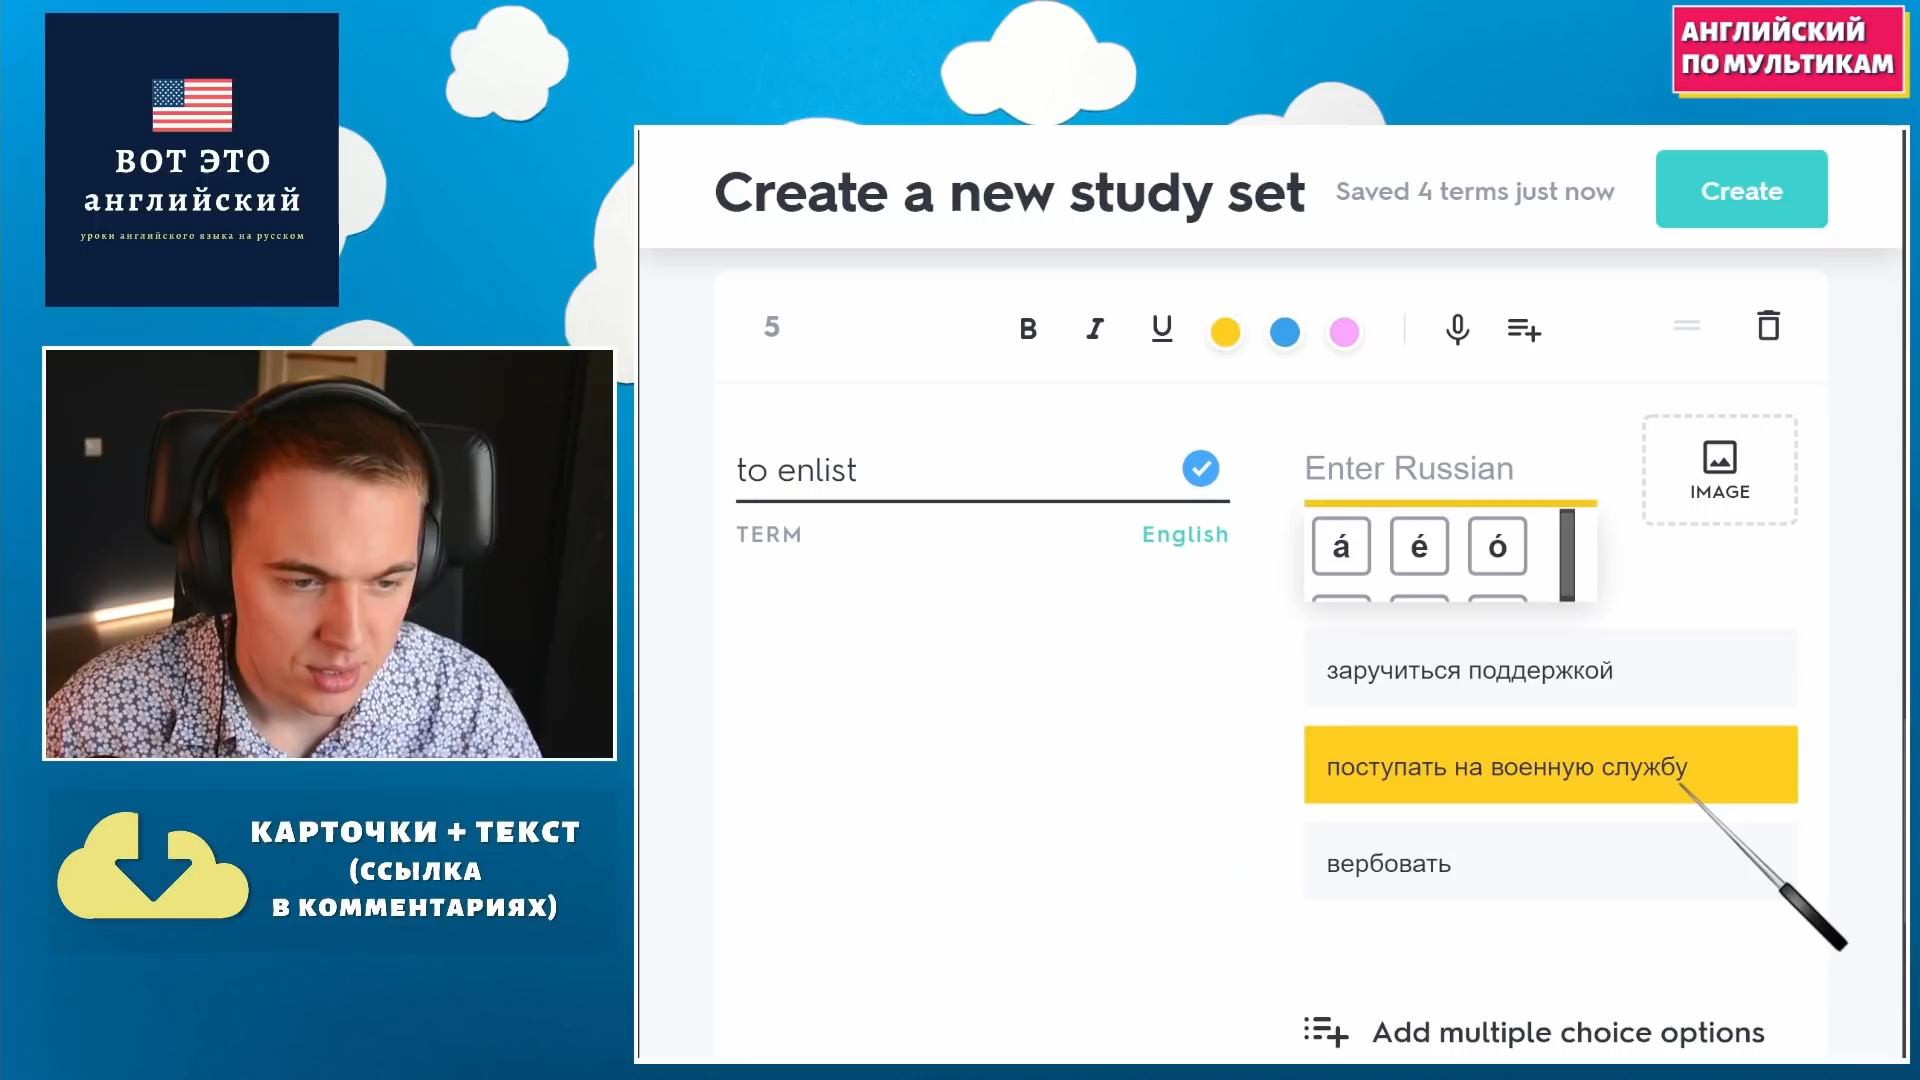 ВОТ ЭТО
английский
уроки английского языка на русском
АНГЛИЙСКИЙ
ПО МУЛЬТИКАМ
Create a new study set
Saved 4 terms just now
Create
5
B I U
to enlist
TERM
English
Enter Russian
á é ó
IMAGE
заручиться поддержкой
поступать на военную службу
вербовать
Add multiple choice options
КАРТОЧКИ + ТЕКСТ
(ССЫЛКА
В КОММЕНТАРИЯХ)